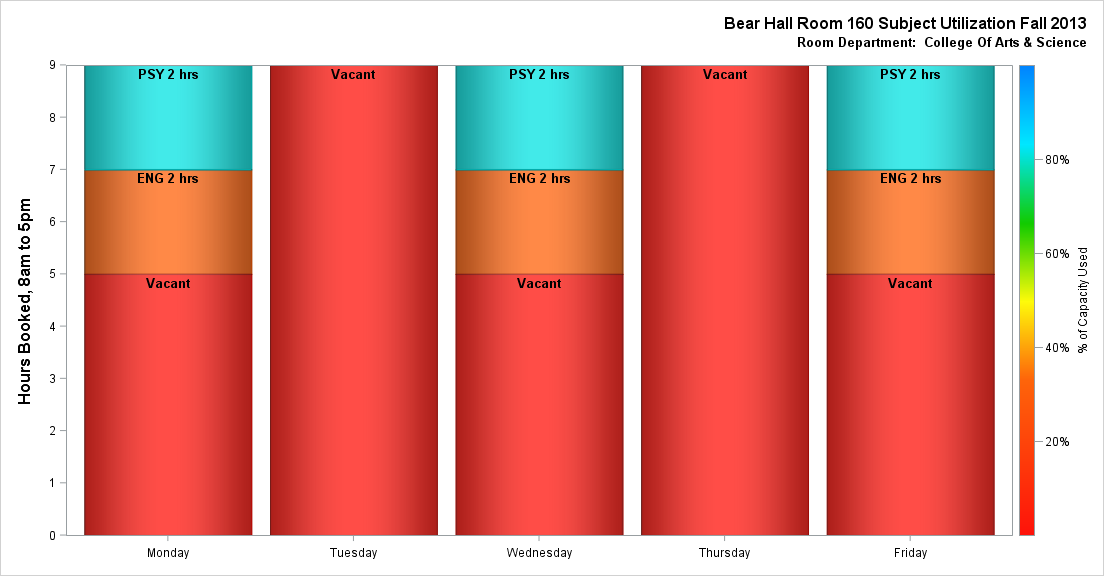 Bear Hall Room 160 Subject Utilization Fall 2013
Room Department:  College Of Arts & Science
Hours Booked, 8am to 5pm
9
8
7
6
5
4
3
2
1
0
PSY 2 hrs
ENG 2 hrs
Vacant
Vacant
PSY 2 hrs
ENG 2 hrs
Vacant
Vacant
PSY 2 hrs
ENG 2 hrs
Vacant
Monday
Tuesday
Wednesday
Thursday
Friday
80%
60%
40%
20%
% of Capacity Used